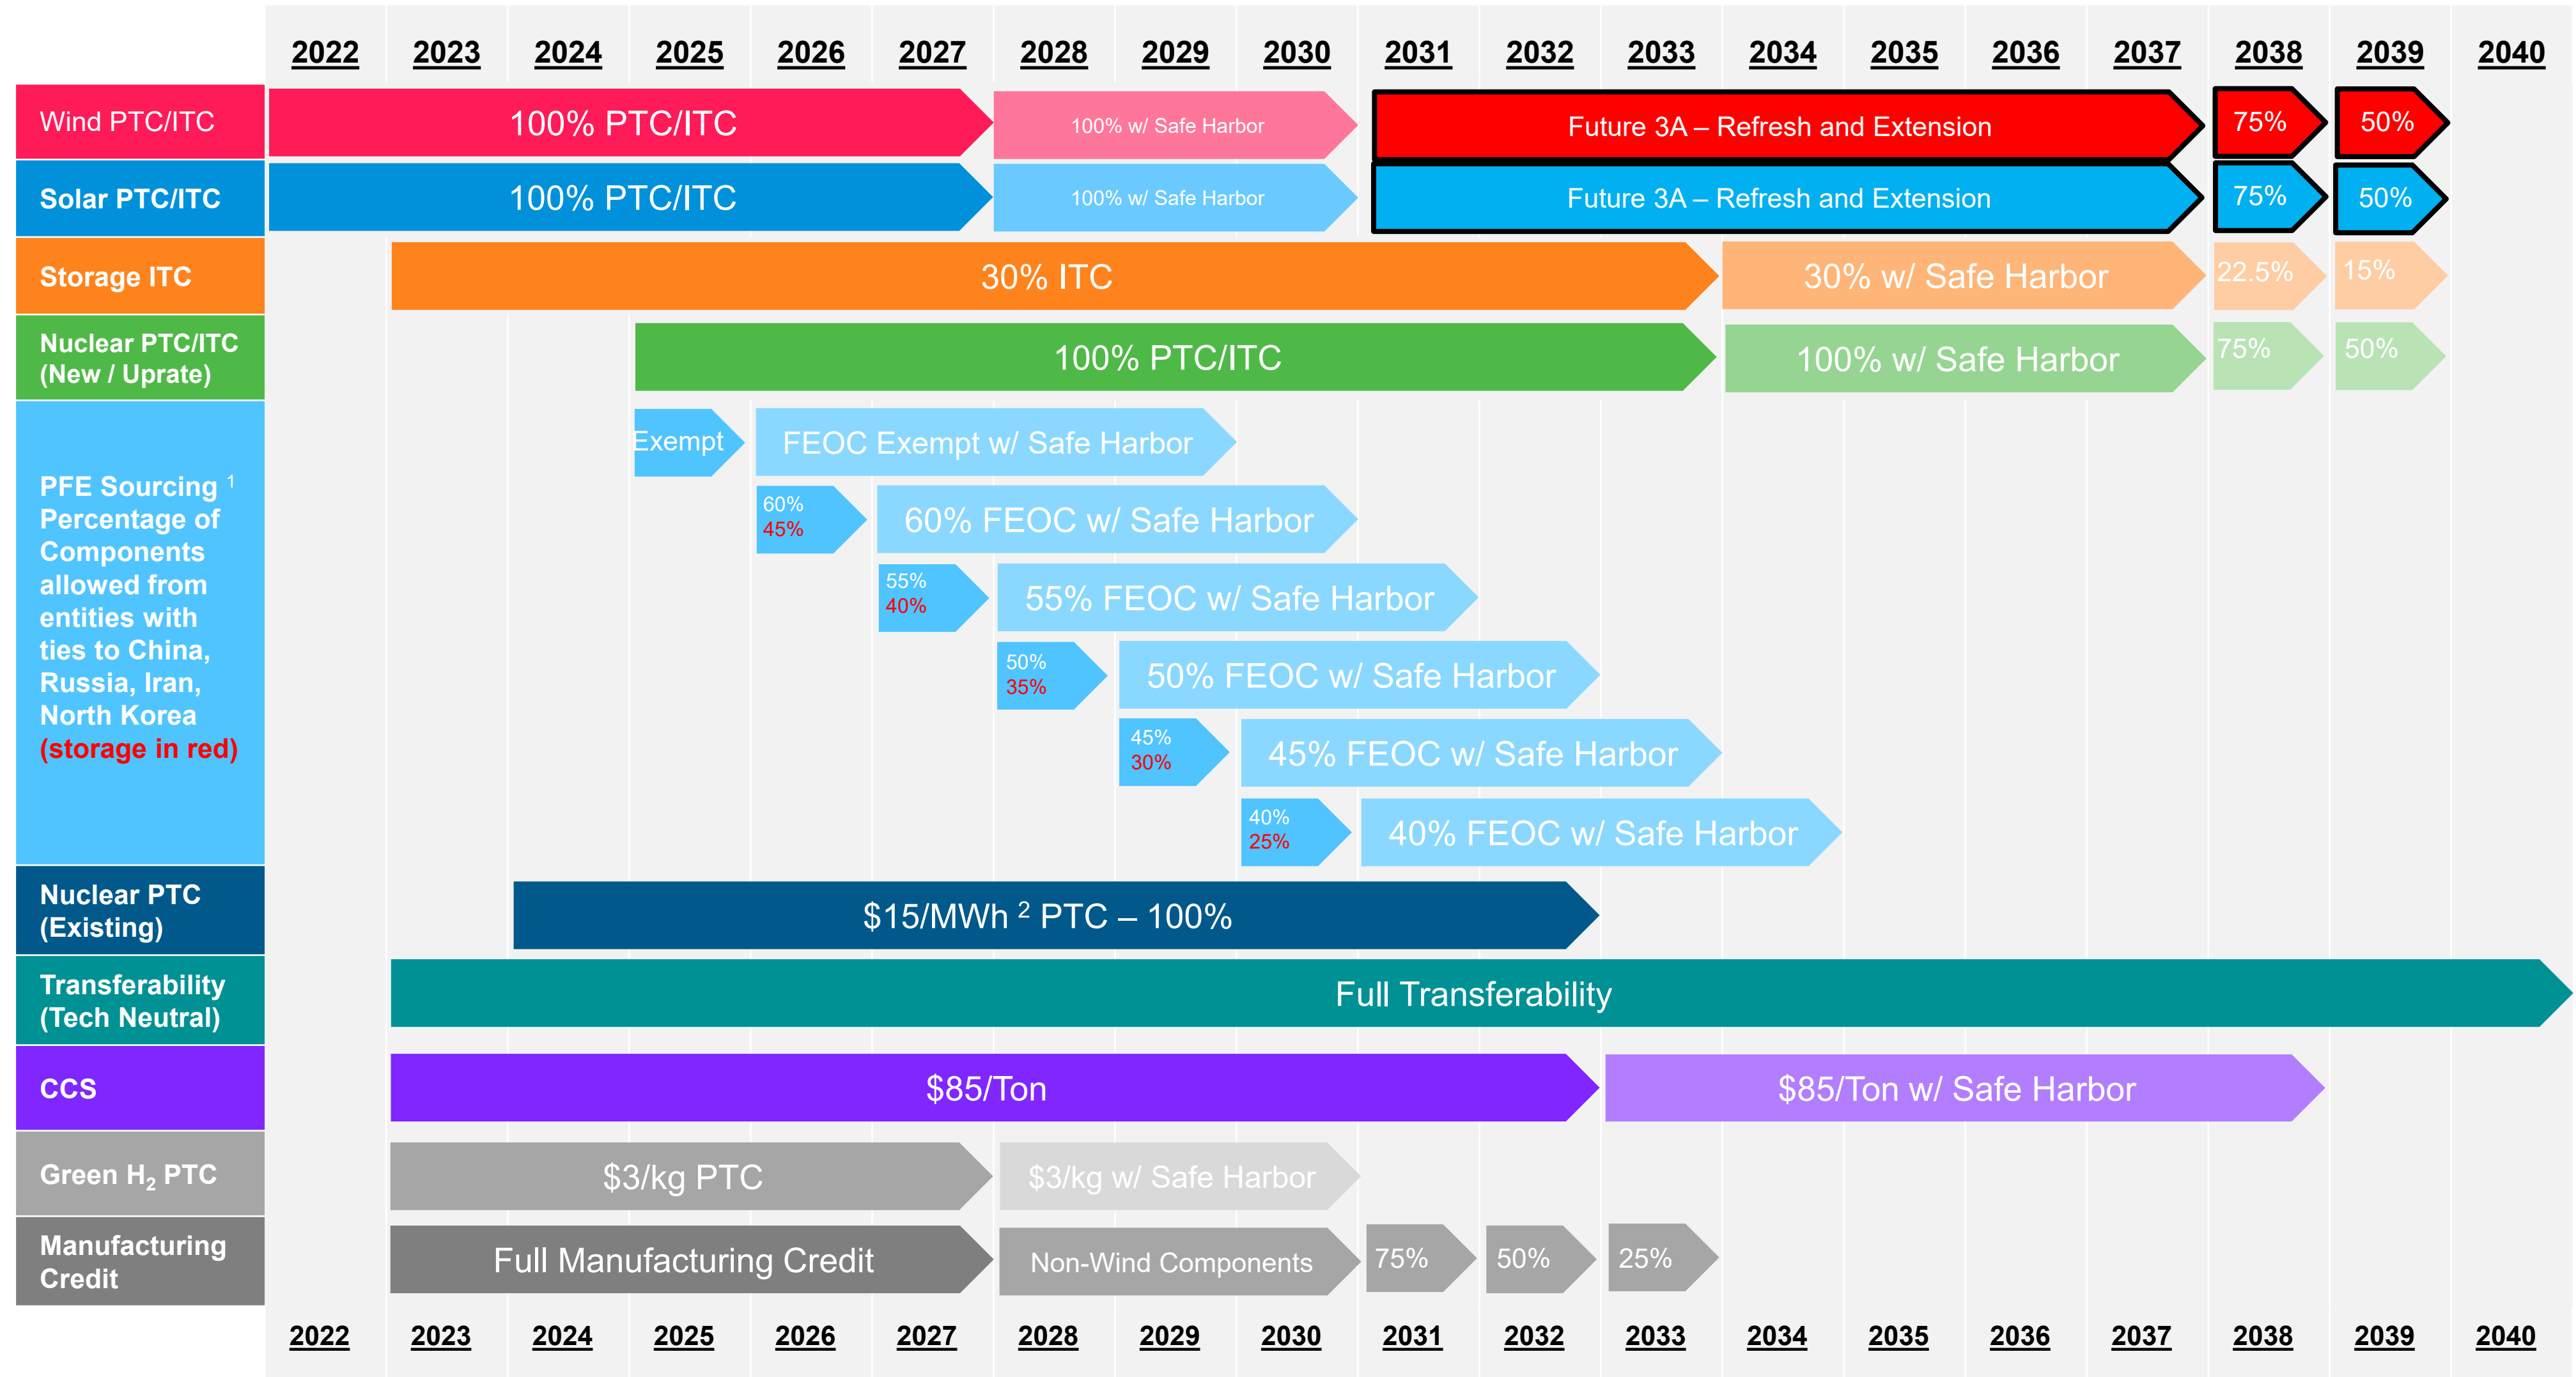 2022 2023 2024 2025 2026 2027 2028 2029 2030 2031 2032 2033 2034 2035 2036 2037 2038 2039 2040
Wind PTC/ITC
100% PTC/ITC
100% w/ Safe Harbor
Future 3A – Refresh and Extension
75%
50%
Solar PTC/ITC
100% PTC/ITC
100% w/ Safe Harbor
Future 3A – Refresh and Extension
75%
50%
Storage ITC
30% ITC
30% w/ Safe Harbor
22.5%
15%
Nuclear PTC/ITC
(New / Uprate)
100% PTC/ITC
100% w/ Safe Harbor
75%
50%
PFE Sourcing 1
Percentage of
Components
allowed from
entities with
ties to China,
Russia, Iran,
North Korea
(storage in red)
Exempt
FEOC Exempt w/ Safe Harbor
60%
45%
60% FEOC w/ Safe Harbor
55%
40%
55% FEOC w/ Safe Harbor
50%
35%
50% FEOC w/ Safe Harbor
45%
30%
45% FEOC w/ Safe Harbor
40%
25%
40% FEOC w/ Safe Harbor
Nuclear PTC
(Existing)
$15/MWh 2 PTC – 100%
Transferability
(Tech Neutral)
Full Transferability
CCS
$85/Ton
$85/Ton w/ Safe Harbor
Green H2 PTC
$3/kg PTC
$3/kg w/ Safe Harbor
Manufacturing
Credit
Full Manufacturing Credit
Non-Wind Components
75%
50%
25%
2022 2023 2024 2025 2026 2027 2028 2029 2030 2031 2032 2033 2034 2035 2036 2037 2038 2039 2040